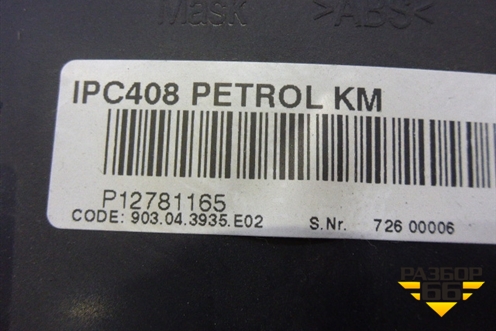 Mask >ABS<
IPC408 PETROL KM
P12781165
CODE: 903.04.3935.E02 S.Nr. 726 00006
РАЗБОР
66